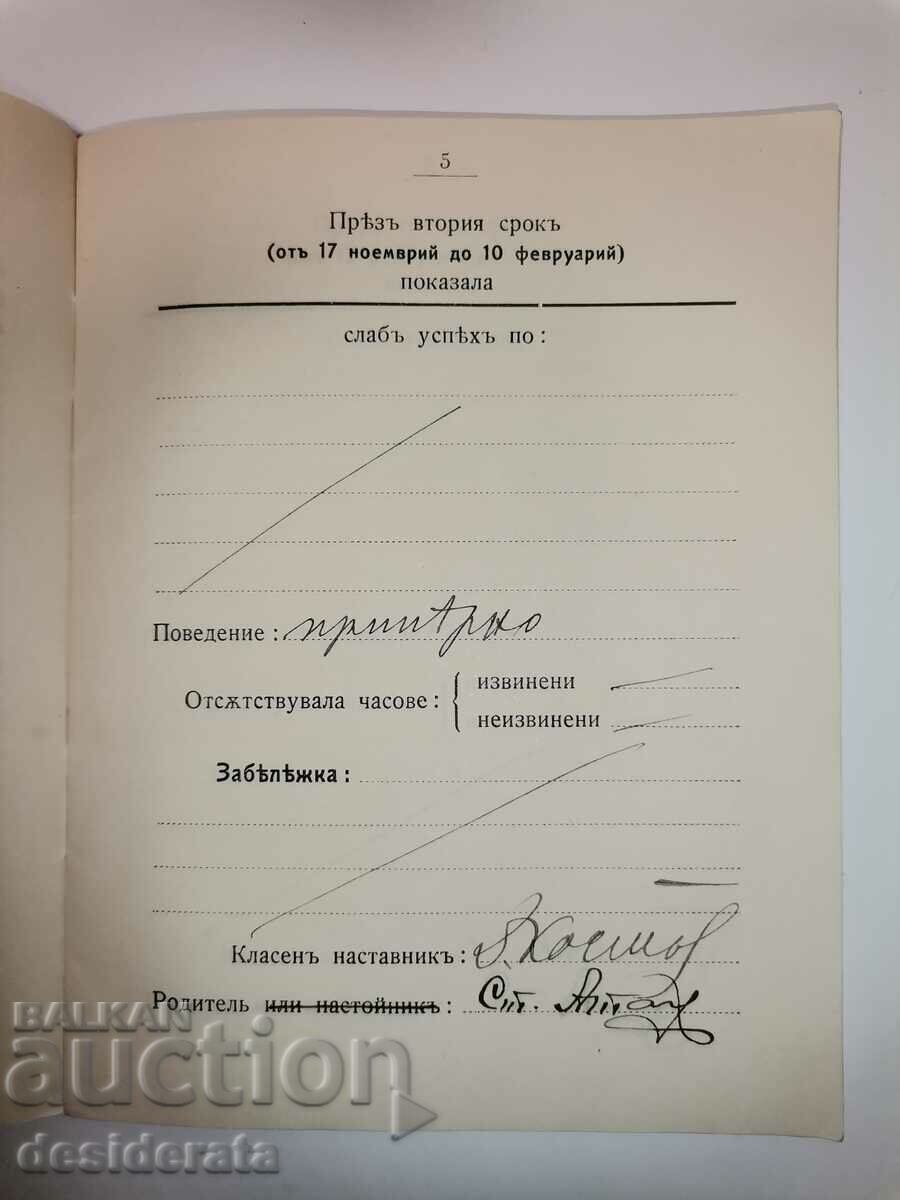 5
Прѣзъ втория срокъ
(отъ 17 ноемврий до 10 февруарий)
показала
слабъ успѣхъ по:
Поведение: примѣрно
Отсѫтствувала часове: извинени
неизвинени
Забѣлѣжка:
Класенъ наставникъ:
Родитель или настойникъ: Ст.
BALKAN
auction
desiderata